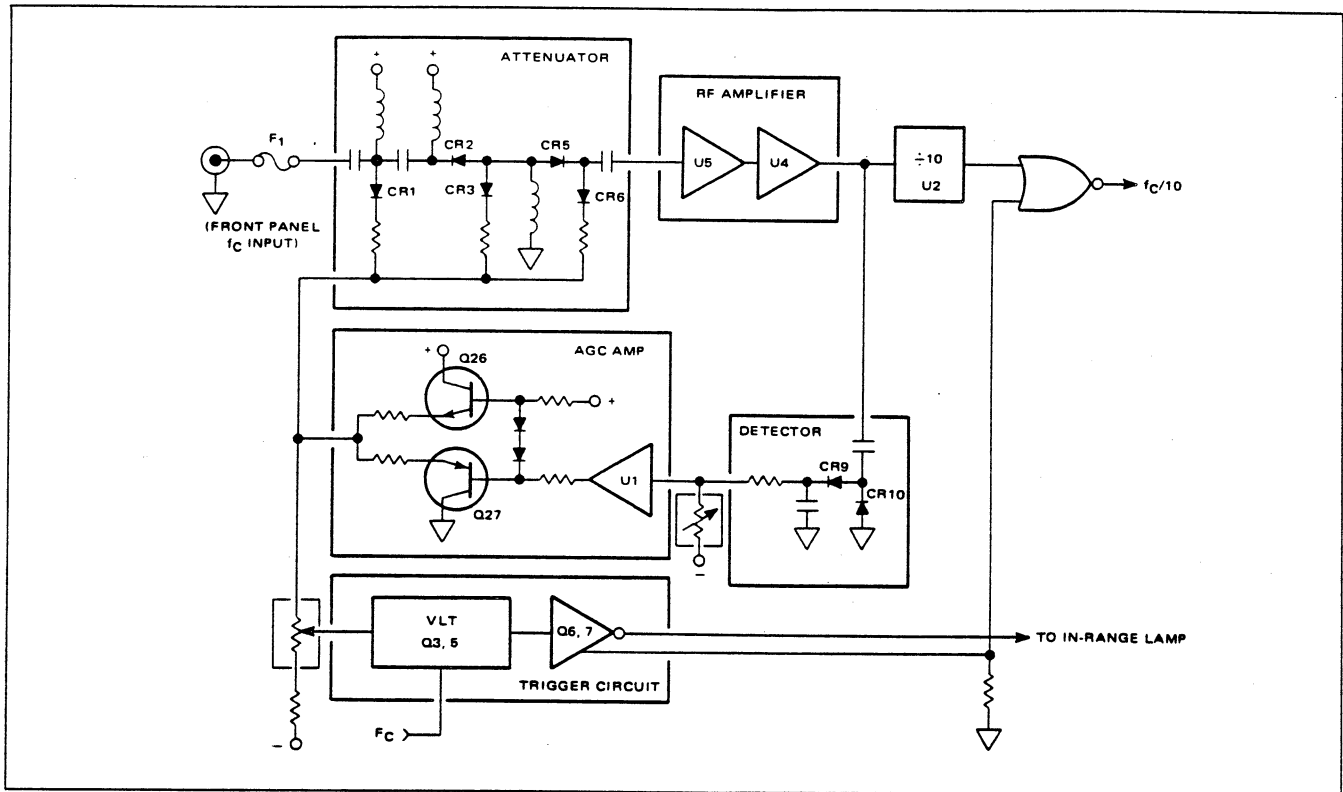 ATTENUATOR
+
+
RF AMPLIFIER
F1
CR2
CR5
U5
U4
÷10
U2
CR1
CR3
CR6
fC/10
(FRONT PANEL
fC INPUT)
AGC AMP
+
Q26
+
DETECTOR
CR9
U1
CR10
Q27
−
VLT
Q3, 5
Q6, 7
TO IN-RANGE LAMP
TRIGGER CIRCUIT
FC
−